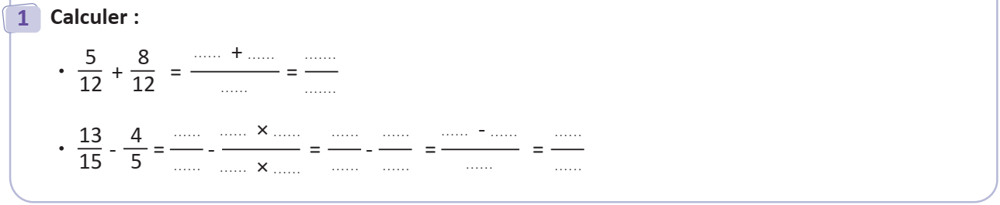 1 Calculer :
• 5/12 + 8/12 = (...... + ......)/...... = ......./.......
• 13/15 - 4/5 = ....../...... - (...... × ......)/(...... × ......) = ....../...... - ....../...... = (...... - ......)/...... = ....../......